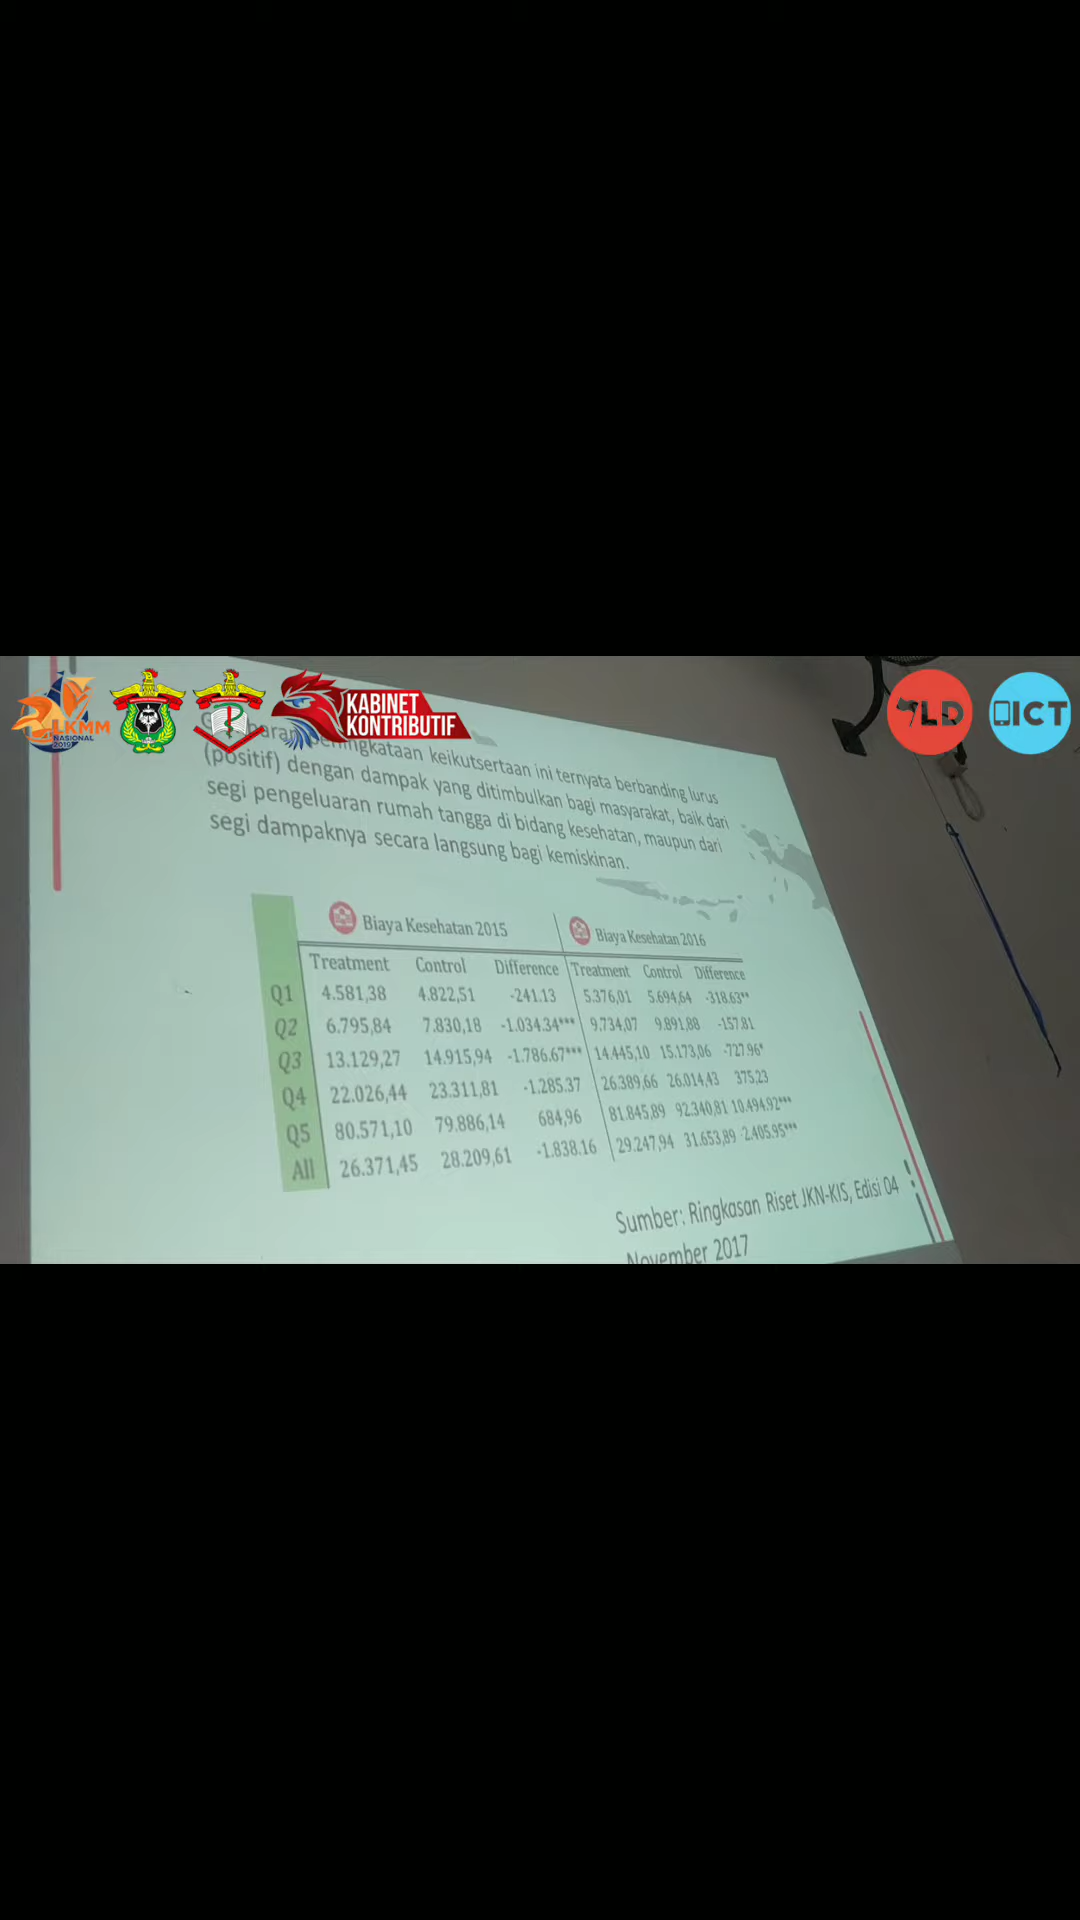 LKMM
NASIONAL
2019
KABINET
KONTRIBUTIF
LD
ICT
peningkataan keikutsertaan ini ternyata berbanding lurus
(positif) dengan dampak yang ditimbulkan bagi masyarakat, baik dari
segi pengeluaran rumah tangga di bidang kesehatan, maupun dari
segi dampaknya secara langsung bagi kemiskinan.
Biaya Kesehatan 2015 Biaya Kesehatan 2016
Treatment Control Difference Treatment Control Difference
Q1 4.581,38 4.822,51 -241.13 5.376,01 5.694,64 -318.63**
Q2 6.795,84 7.830,18 -1.034.34*** 9.734,07 9.891,88 -157.81
Q3 13.129,27 14.915,94 -1.786.67*** 14.445,10 15.173,06 -727.96*
Q4 22.026,44 23.311,81 -1.285.37 26.389,66 26.014,43 375,23
Q5 80.571,10 79.886,14 684,96 81.845,89 92.340,81 10.494.92***
All 26.371,45 28.209,61 -1.838.16 29.247,94 31.653,89 -2.405.95***
Sumber: Ringkasan Riset JKN-KIS, Edisi 04
November 2017